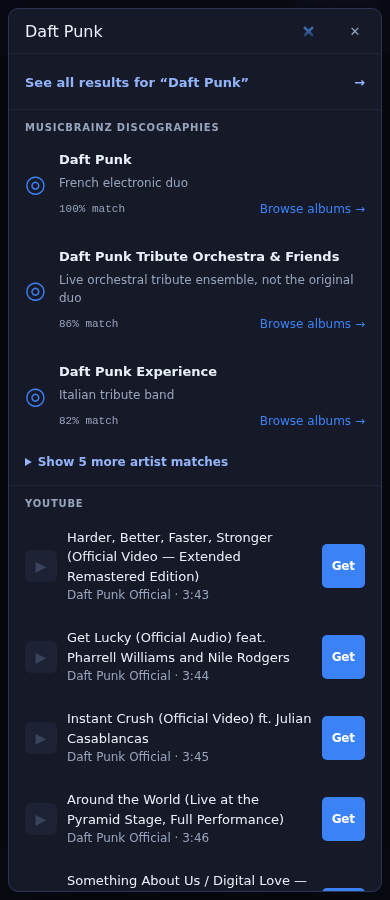 Daft Punk
See all results for “Daft Punk” →
MUSICBRAINZ DISCOGRAPHIES
Daft Punk
French electronic duo
100% match Browse albums →
Daft Punk Tribute Orchestra & Friends
Live orchestral tribute ensemble, not the original
duo
86% match Browse albums →
Daft Punk Experience
Italian tribute band
82% match Browse albums →
Show 5 more artist matches
YOUTUBE
Harder, Better, Faster, Stronger
(Official Video — Extended
Remastered Edition)
Daft Punk Official · 3:43
Get
Get Lucky (Official Audio) feat.
Pharrell Williams and Nile Rodgers
Daft Punk Official · 3:44
Get
Instant Crush (Official Video) ft. Julian
Casablancas
Daft Punk Official · 3:45
Get
Around the World (Live at the
Pyramid Stage, Full Performance)
Daft Punk Official · 3:46
Get
Something About Us / Digital Love —